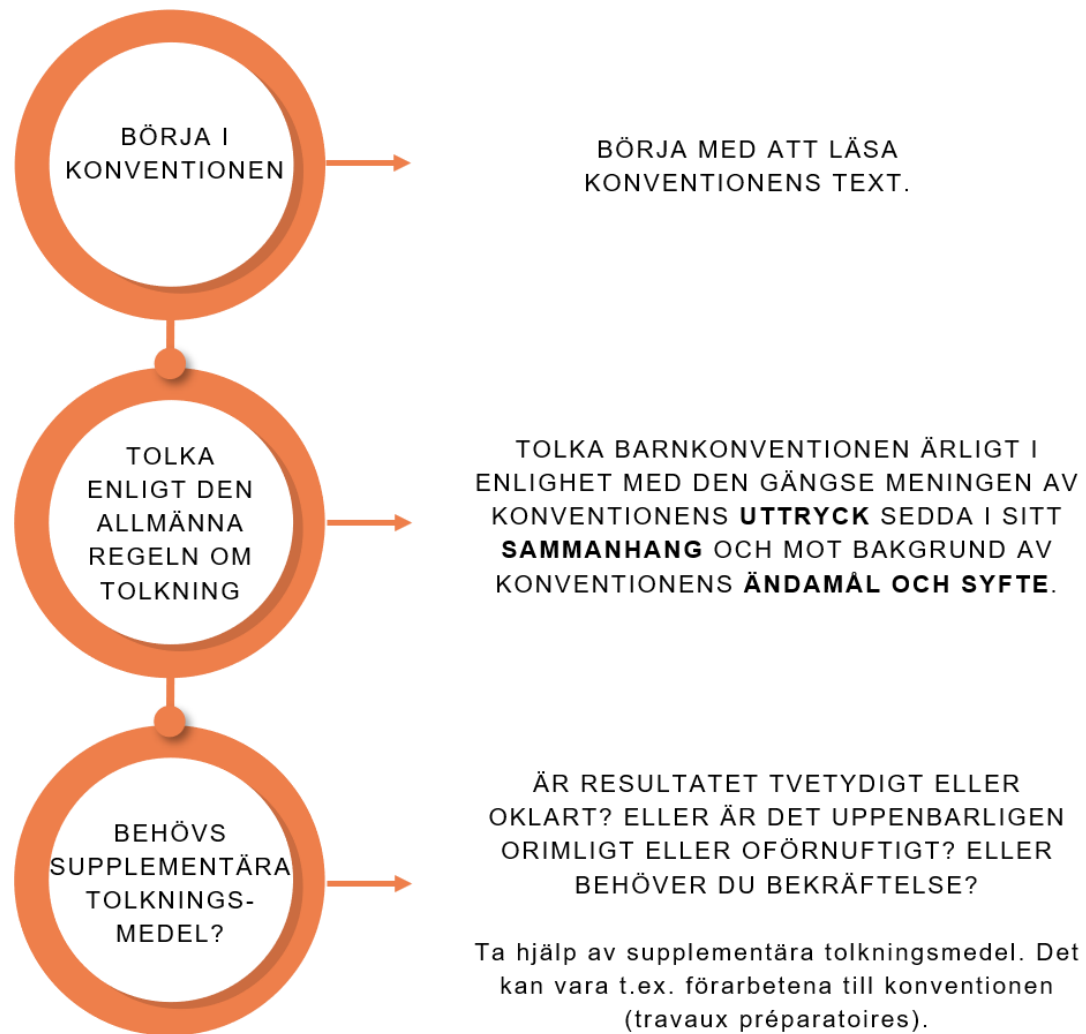 BÖRJA I
KONVENTIONEN
BÖRJA MED ATT LÄSA
KONVENTIONENS TEXT.
TOLKA
ENLIGT DEN
ALLMÄNNA
REGELN OM
TOLKNING
TOLKA BARNKONVENTIONEN ÄRLIGT I
ENLIGHET MED DEN GÄNGSE MENINGEN AV
KONVENTIONENS UTTRYCK SEDDA I SITT
SAMMANHANG OCH MOT BAKGRUND AV
KONVENTIONENS ÄNDAMÅL OCH SYFTE.
BEHÖVS
SUPPLEMENTÄRA
TOLKNINGS-
MEDEL?
ÄR RESULTATET TVETYDIGT ELLER
OKLART? ELLER ÄR DET UPPENBARLIGEN
ORIMLIGT ELLER OFÖRNUFTIGT? ELLER
BEHÖVER DU BEKRÄFTELSE?
Ta hjälp av supplementära tolkningsmedel. Det
kan vara t.ex. förarbetena till konventionen
(travaux préparatoires).